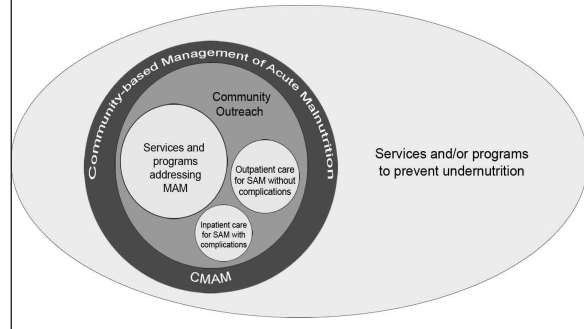 Community-based Management of Acute Malnutrition
Community
Outreach
Services and
programs
addressing
MAM
Outpatient care
for SAM without
complications
Inpatient care
for SAM with
complications
CMAM
Services and/or programs
to prevent undernutrition